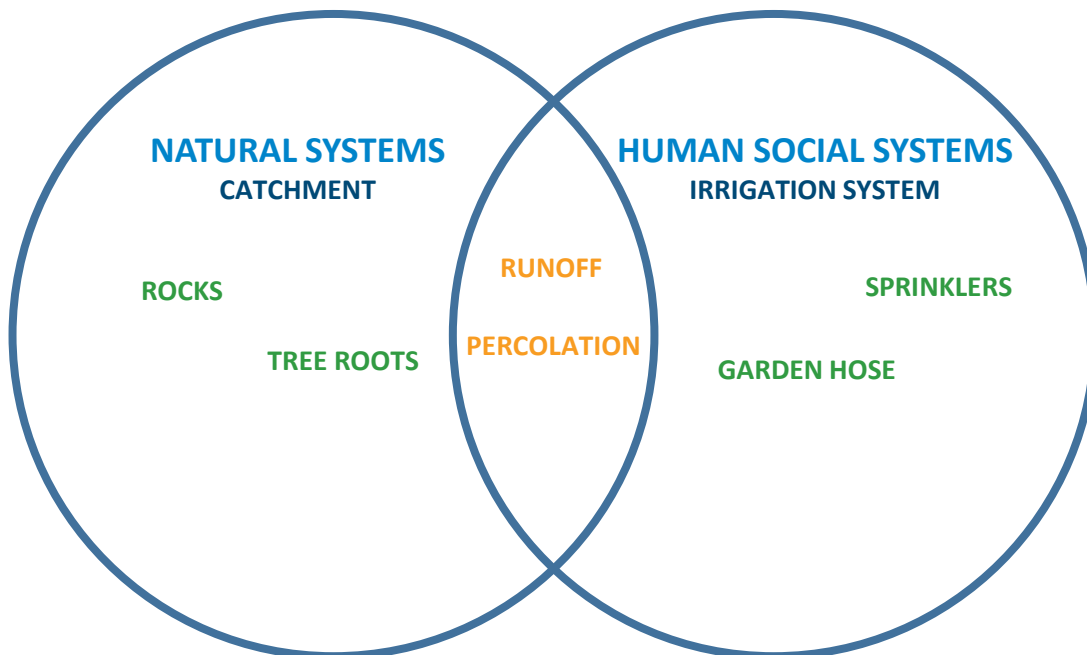 NATURAL SYSTEMS
CATCHMENT
ROCKS
TREE ROOTS
RUNOFF
PERCOLATION
HUMAN SOCIAL SYSTEMS
IRRIGATION SYSTEM
SPRINKLERS
GARDEN HOSE